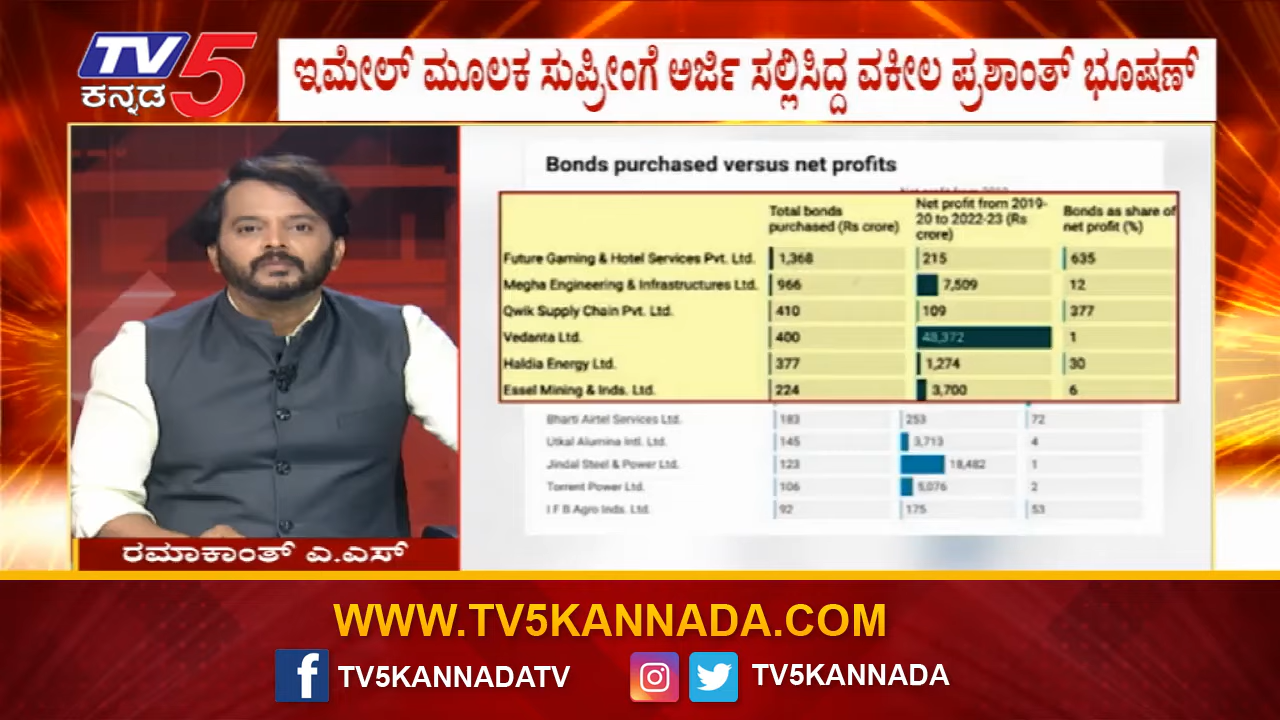 TV5
ಕನ್ನಡ
ಇಮೇಲ್ ಮೂಲಕ ಸುಪ್ರೀಂಗೆ ಅರ್ಜಿ ಸಲ್ಲಿಸಿದ್ದ ವಕೀಲ ಪ್ರಶಾಂತ್ ಭೂಷಣ್
Bonds purchased versus net profits
Total bonds purchased (Rs crore) Net profit from 2019-20 to 2022-23 (Rs crore) Bonds as share of net profit (%)
Future Gaming & Hotel Services Pvt. Ltd. 1,368 215 635
Megha Engineering & Infrastructures Ltd. 966 7,509 12
Qwik Supply Chain Pvt. Ltd. 410 109 377
Vedanta Ltd. 400 48,372 1
Haldia Energy Ltd. 377 1,274 30
Essel Mining & Inds. Ltd. 224 3,700 6
Bharti Airtel Services Ltd. 183 253 72
Utkal Alumina Intl. Ltd. 145 3,713 4
Jindal Steel & Power Ltd. 123 18,482 1
Torrent Power Ltd. 106 5,076 2
I F B Agro Inds. Ltd. 92 175 53
ರಮಾಕಾಂತ್ ಎ.ಎಸ್
WWW.TV5KANNADA.COM
TV5KANNADATV
TV5KANNADA